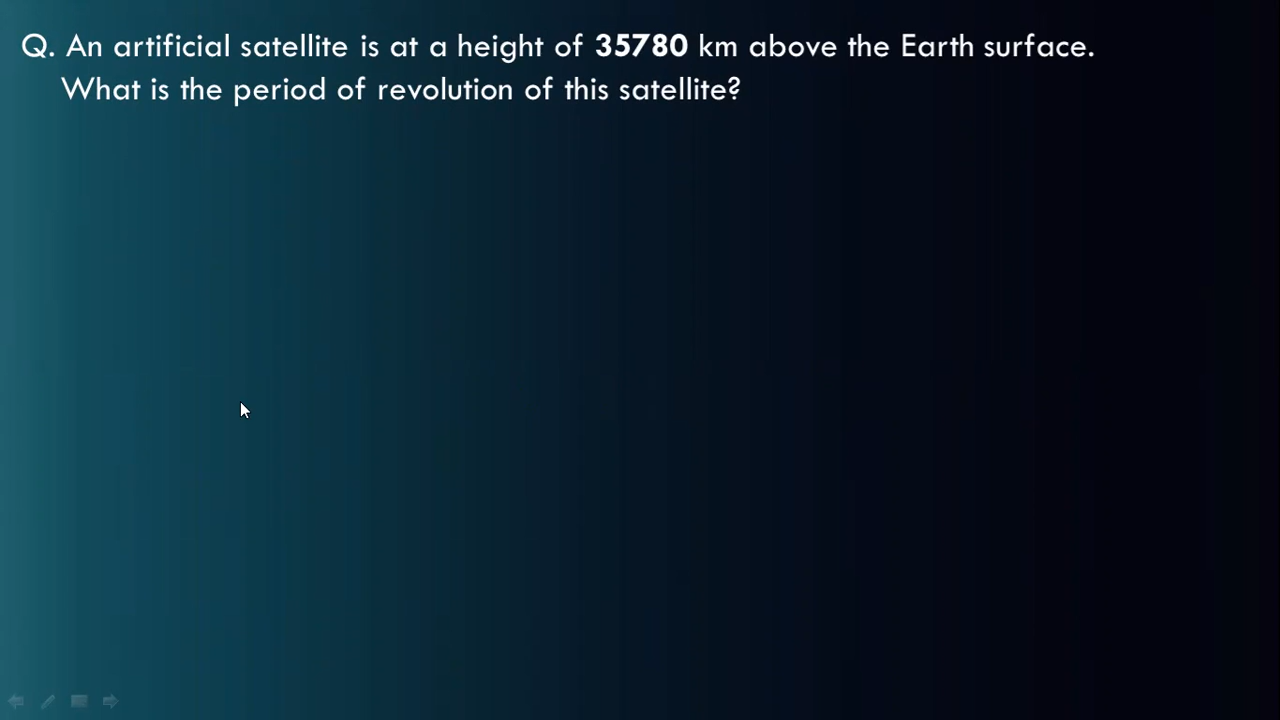 Q. An artificial satellite is at a height of 35780 km above the Earth surface.
What is the period of revolution of this satellite?